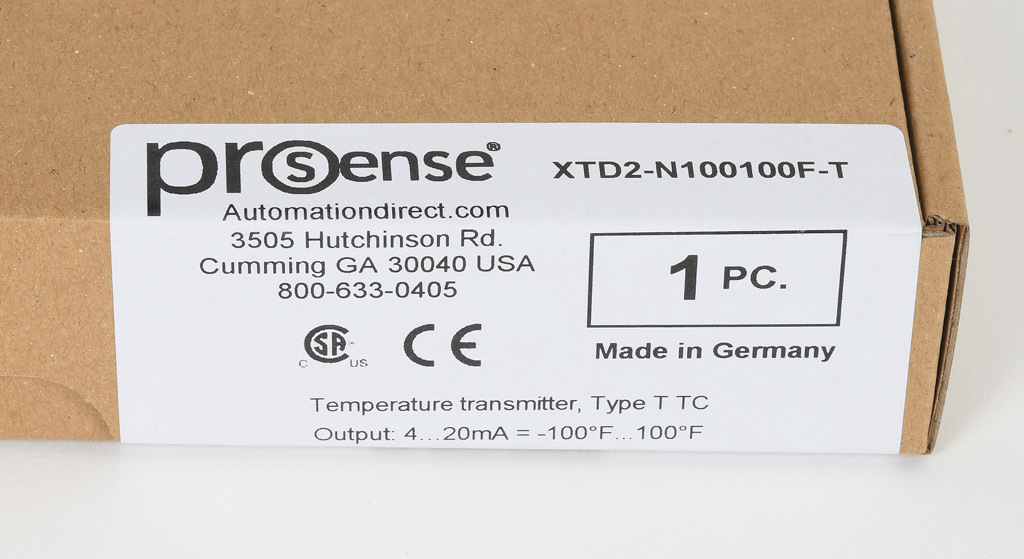 prosense® XTD2-N100100F-T
Automationdirect.com
3505 Hutchinson Rd.
Cumming GA 30040 USA
800-633-0405
1 PC.
C SA US CE
Made in Germany
Temperature transmitter, Type T TC
Output: 4...20mA = -100°F...100°F